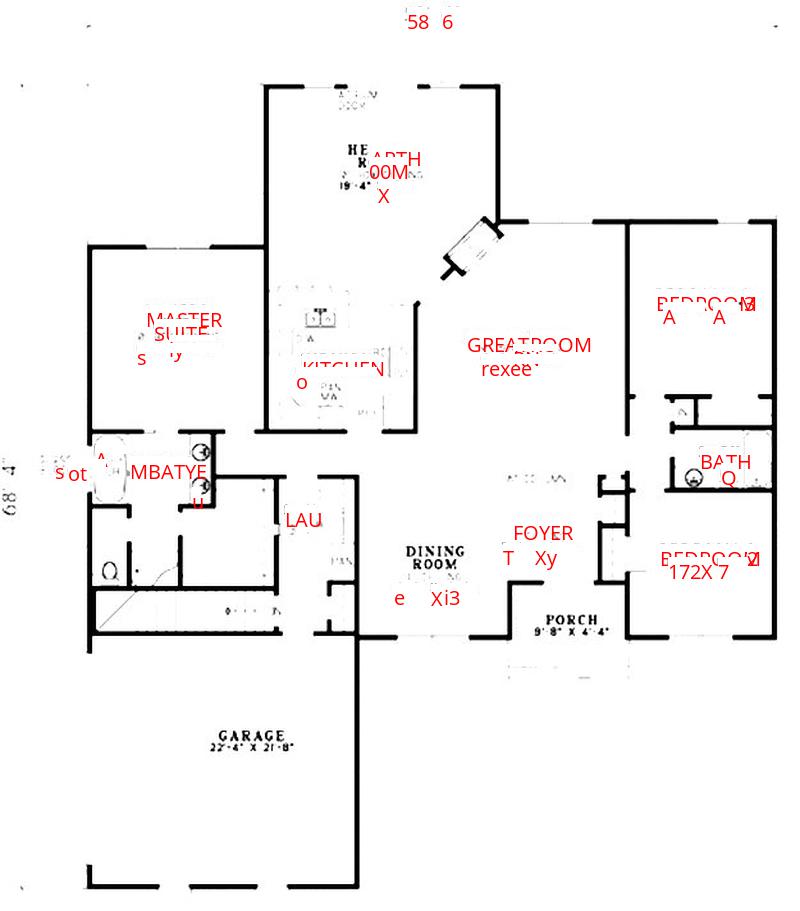 58 6
HE ARTH
R 00M
19'-4" X
MASTER
SUITE
s ly
BEDROOM 3
A A
GREATROOM
rexee
KITCHEN
o
PAN
68'-4"
A
s ot
MBATYE
u
BATH
Q
LAU
FOYER
T Xy
DINING
ROOM
e Xi3
BEDROOM 2
172X 7
PORCH
9'-8" X 4'-4"
GARAGE
22'-4" X 21'-8"